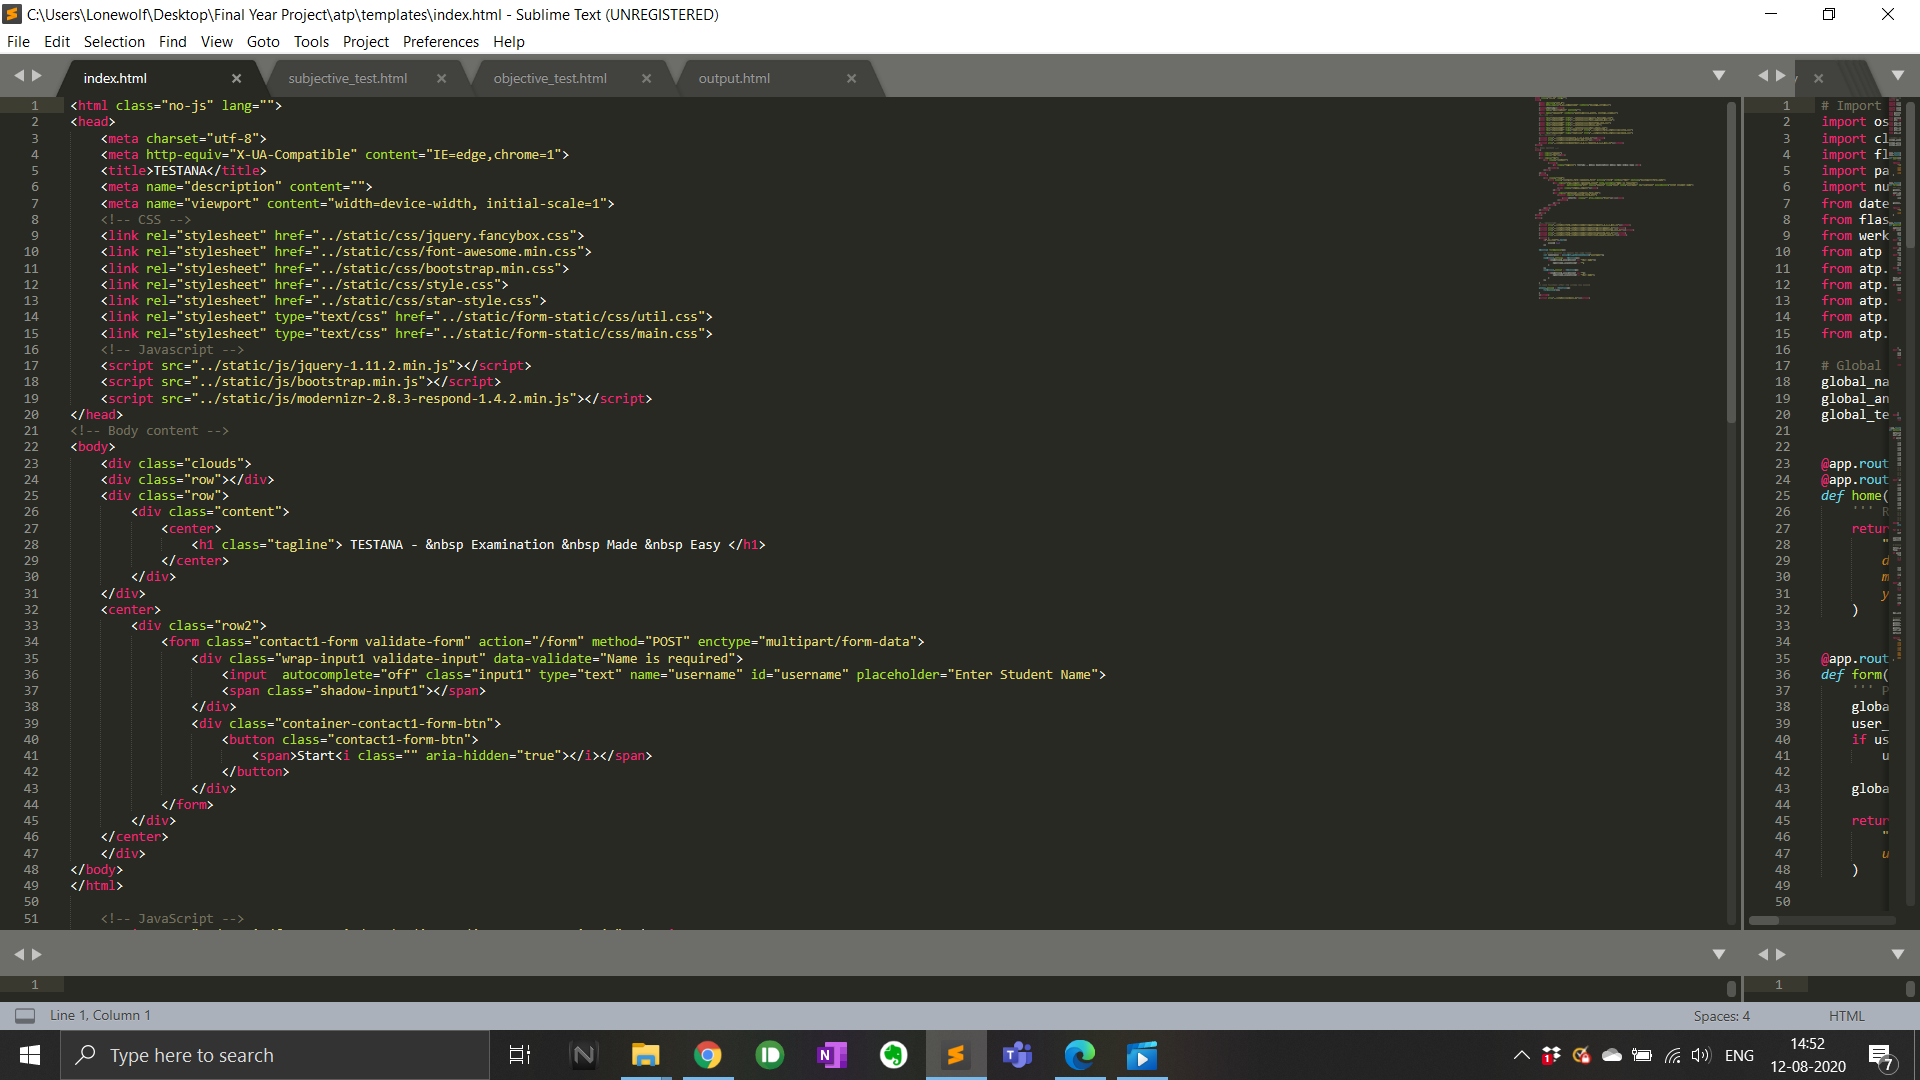 C:\Users\Lonewolf\Desktop\Final Year Project\atp\templates\index.html - Sublime Text (UNREGISTERED)
File Edit Selection Find View Goto Tools Project Preferences Help
index.html subjective_test.html objective_test.html output.html
1 <html class="no-js" lang="">
2 <head>
3 <meta charset="utf-8">
4 <meta http-equiv="X-UA-Compatible" content="IE=edge,chrome=1">
5 <title>TESTANA</title>
6 <meta name="description" content="">
7 <meta name="viewport" content="width=device-width, initial-scale=1">
8 <!-- CSS -->
9 <link rel="stylesheet" href="../static/css/jquery.fancybox.css">
10 <link rel="stylesheet" href="../static/css/font-awesome.min.css">
11 <link rel="stylesheet" href="../static/css/bootstrap.min.css">
12 <link rel="stylesheet" href="../static/css/style.css">
13 <link rel="stylesheet" href="../static/css/star-style.css">
14 <link rel="stylesheet" type="text/css" href="../static/form-static/css/util.css">
15 <link rel="stylesheet" type="text/css" href="../static/form-static/css/main.css">
16 <!-- Javascript -->
17 <script src="../static/js/jquery-1.11.2.min.js"></script>
18 <script src="../static/js/bootstrap.min.js"></script>
19 <script src="../static/js/modernizr-2.8.3-respond-1.4.2.min.js"></script>
20 </head>
21 <!-- Body content -->
22 <body>
23 <div class="clouds">
24 <div class="row"></div>
25 <div class="row">
26 <div class="content">
27 <center>
28 <h1 class="tagline"> TESTANA - &nbsp Examination &nbsp Made &nbsp Easy </h1>
29 </center>
30 </div>
31 </div>
32 <center>
33 <div class="row2">
34 <form class="contact1-form validate-form" action="/form" method="POST" enctype="multipart/form-data">
35 <div class="wrap-input1 validate-input" data-validate="Name is required">
36 <input  autocomplete="off" class="input1" type="text" name="username" id="username" placeholder="Enter Student Name">
37 <span class="shadow-input1"></span>
38 </div>
39 <div class="container-contact1-form-btn">
40 <button class="contact1-form-btn">
41 <span>Start<i class="" aria-hidden="true"></i></span>
42 </button>
43 </div>
44 </form>
45 </div>
46 </center>
47 </div>
48 </body>
49 </html>
50
51 <!-- JavaScript -->
1 # Import
2 import os
3 import cl
4 import fl
5 import pa
6 import nu
7 from date
8 from flas
9 from werk
10 from atp
11 from atp.
12 from atp.
13 from atp.
14 from atp.
15 from atp.
16
17 # Global
18 global_na
19 global_an
20 global_te
21
22
23 @app.rout
24 @app.rout
25 def home(
26 ''' R
27 retur
28 "
29 d
30 m
31 y
32 )
33
34
35 @app.rout
36 def form(
37 ''' P
38 globa
39 user_
40 if us
41 u
42
43 globa
44
45 retur
46 "
47 u
48 )
49
50
1
1
Line 1, Column 1 Spaces: 4 HTML
Type here to search
1
ENG
14:52
12-08-2020
7